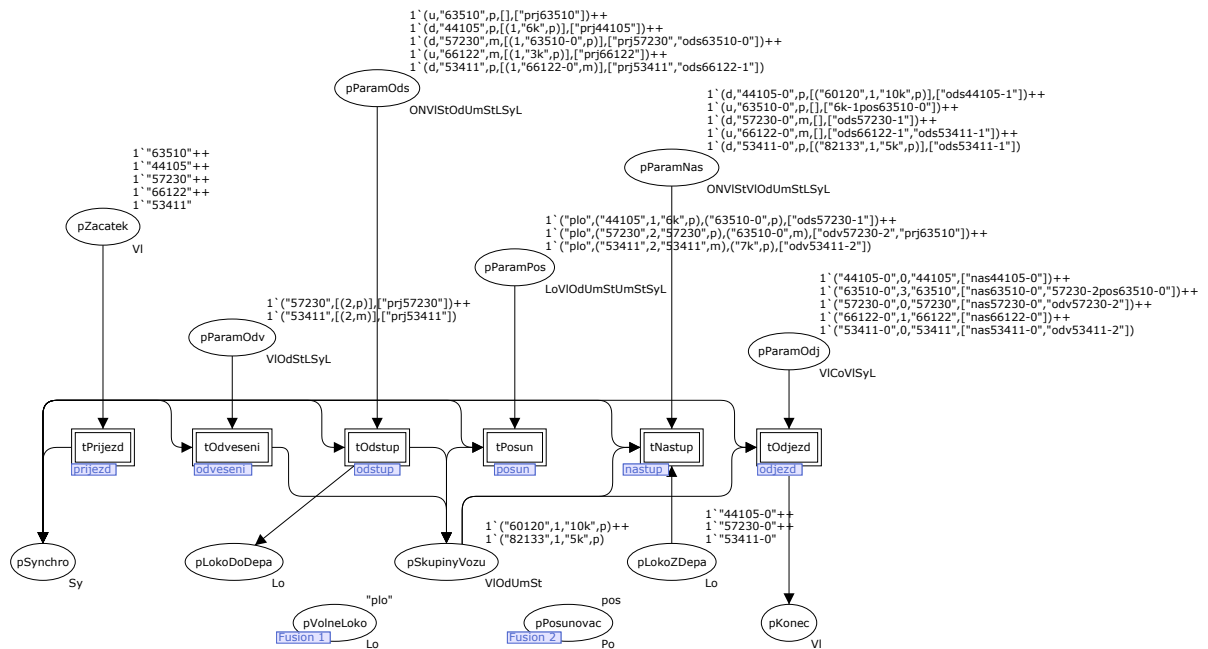 1`(u,"63510",p,[],["prj63510"])++
1`(d,"44105",p,[(1,"6k",p)],["prj44105"])++
1`(d,"57230",m,[(1,"63510-0",p)],["prj57230","ods63510-0"])++
1`(u,"66122",m,[(1,"3k",p)],["prj66122"])++
1`(d,"53411",p,[(1,"66122-0",m)],["prj53411","ods66122-1"])
pParamOds
ONVlStOdUmStLSyL
1`(d,"44105-0",p,[("60120",1,"10k",p)],["ods44105-1"])++
1`(u,"63510-0",p,[],["6k-1pos63510-0"])++
1`(d,"57230-0",m,[],["ods57230-1"])++
1`(u,"66122-0",m,[],["ods66122-1","ods53411-1"])++
1`(d,"53411-0",p,[("82133",1,"5k",p)],["ods53411-1"])
pParamNas
ONVlStVlOdUmStLSyL
1`"63510"++
1`"44105"++
1`"57230"++
1`"66122"++
1`"53411"
pZacatek
Vl
1`("plo",("44105",1,"6k",p),("63510-0",p),["ods57230-1"])++
1`("plo",("57230",2,"57230",p),("63510-0",m),["odv57230-2","prj63510"])++
1`("plo",("53411",2,"53411",m),("7k",p),["odv53411-2"])
pParamPos
LoVlOdUmStUmStSyL
1`("44105-0",0,"44105",["nas44105-0"])++
1`("63510-0",3,"63510",["nas63510-0","57230-2pos63510-0"])++
1`("57230-0",0,"57230",["nas57230-0","odv57230-2"])++
1`("66122-0",1,"66122",["nas66122-0"])++
1`("53411-0",0,"53411",["nas53411-0","odv53411-2"])
pParamOdj
VlCoVlSyL
1`("57230",[(2,p)],["prj57230"])++
1`("53411",[(2,m)],["prj53411"])
pParamOdv
VlOdStLSyL
tPrijezd
prijezd
tOdveseni
odveseni
tOdstup
odstup
tPosun
posun
tNastup
nastup
tOdjezd
odjezd
1`("60120",1,"10k",p)++
1`("82133",1,"5k",p)
1`"44105-0"++
1`"57230-0"++
1`"53411-0"
pSynchro
Sy
pLokoDoDepa
Lo
pSkupinyVozu
VlOdUmSt
pLokoZDepa
Lo
"plo"
pVolneLoko
Fusion 1
Lo
pos
pPosunovac
Fusion 2
Po
pKonec
Vl